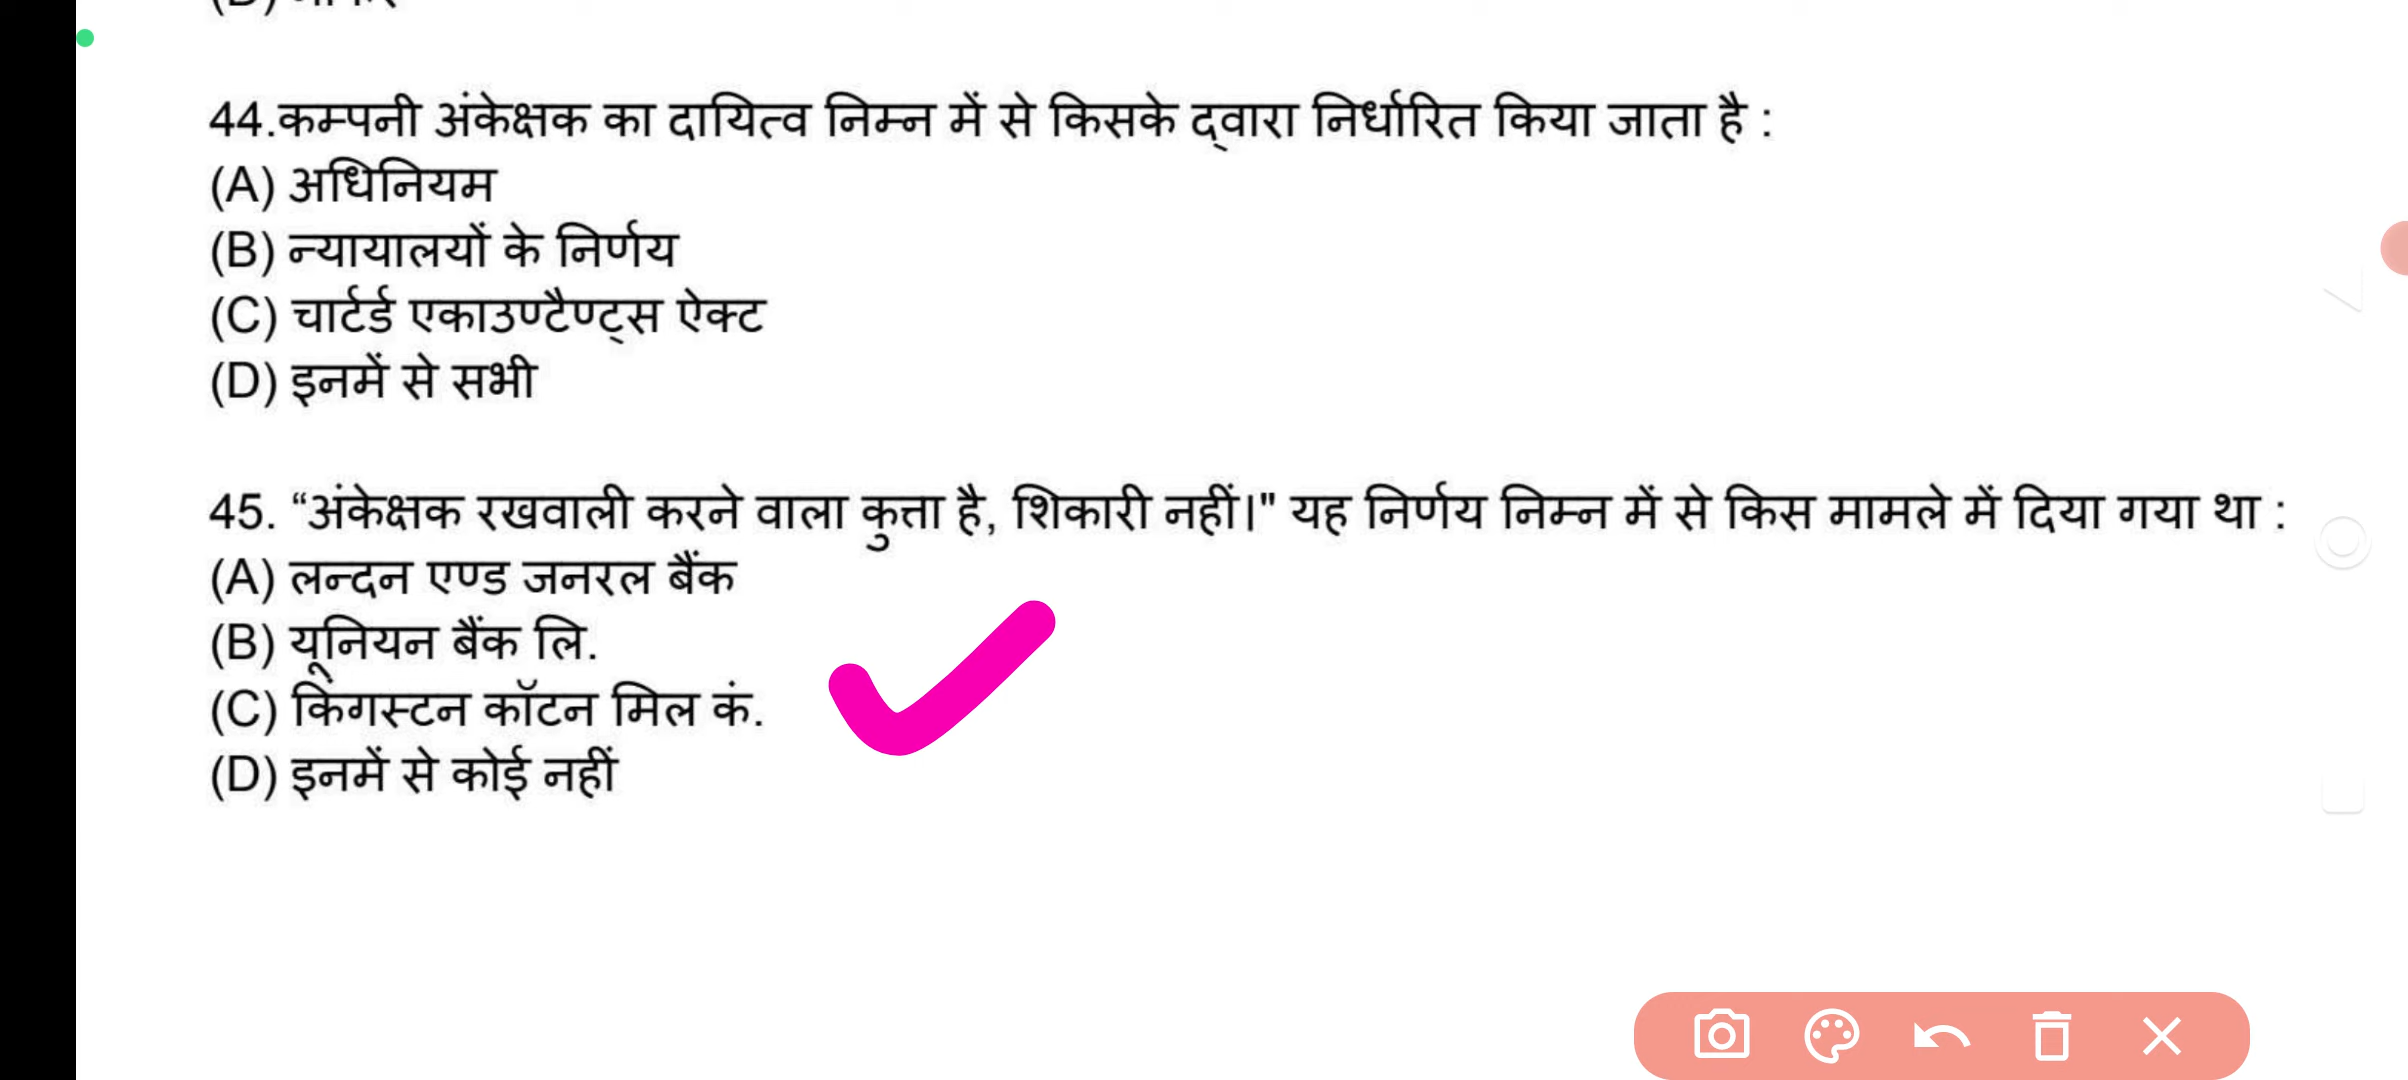 44.कम्पनी अंकेक्षक का दायित्व निम्न में से किसके द्वारा निर्धारित किया जाता है :
(A) अधिनियम
(B) न्यायालयों के निर्णय
(C) चार्टर्ड एकाउण्टैण्ट्स ऐक्ट
(D) इनमें से सभी
45. “अंकेक्षक रखवाली करने वाला कुत्ता है, शिकारी नहीं।" यह निर्णय निम्न में से किस मामले में दिया गया था :
(A) लन्दन एण्ड जनरल बैंक
(B) यूनियन बैंक लि.
(C) किंगस्टन कॉटन मिल कं.
(D) इनमें से कोई नहीं